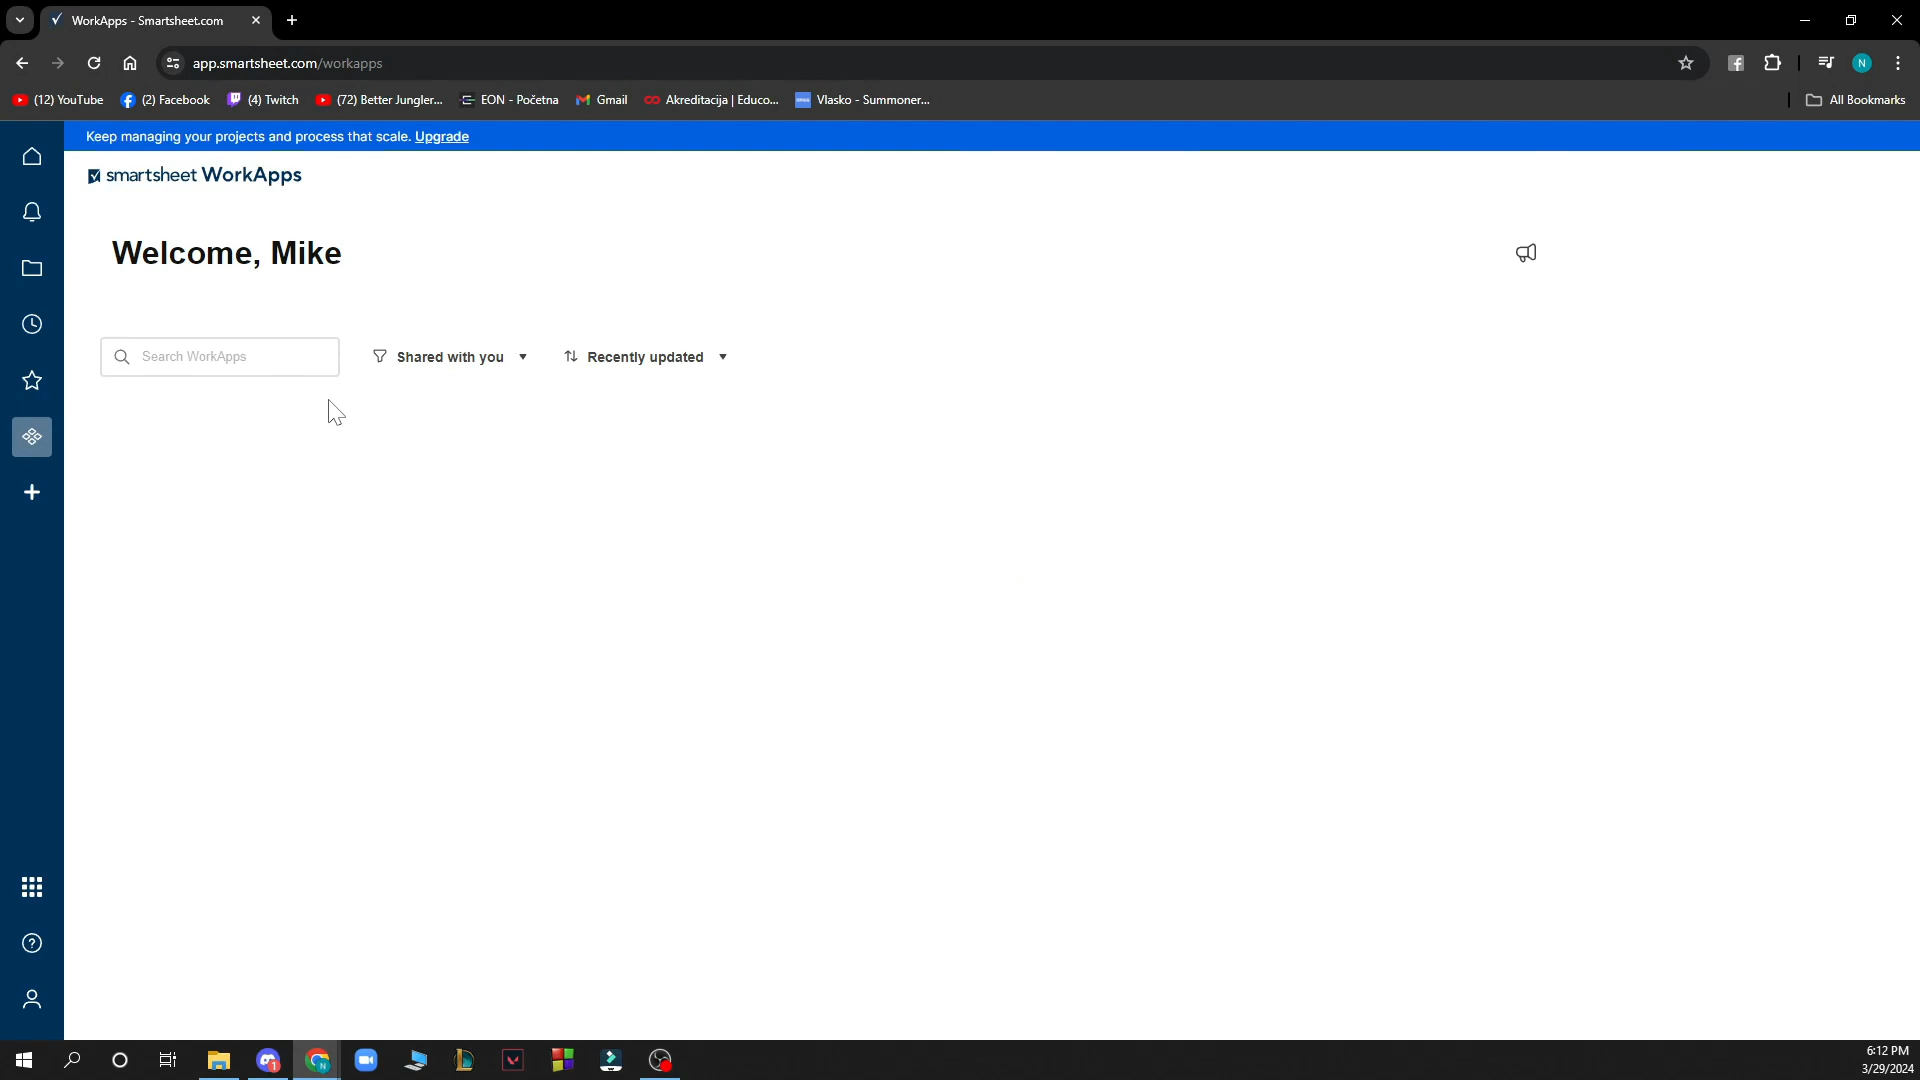 WorkApps - Smartsheet.com
app.smartsheet.com/workapps
(12) YouTube
(2) Facebook
(4) Twitch
(72) Better Jungler...
EON - Početna
Gmail
Akreditacija | Educo...
Vlasko - Summoner...
All Bookmarks
Keep managing your projects and process that scale. Upgrade
smartsheet WorkApps
Welcome, Mike
Search WorkApps
Shared with you
Recently updated
6:12 PM
3/29/2024